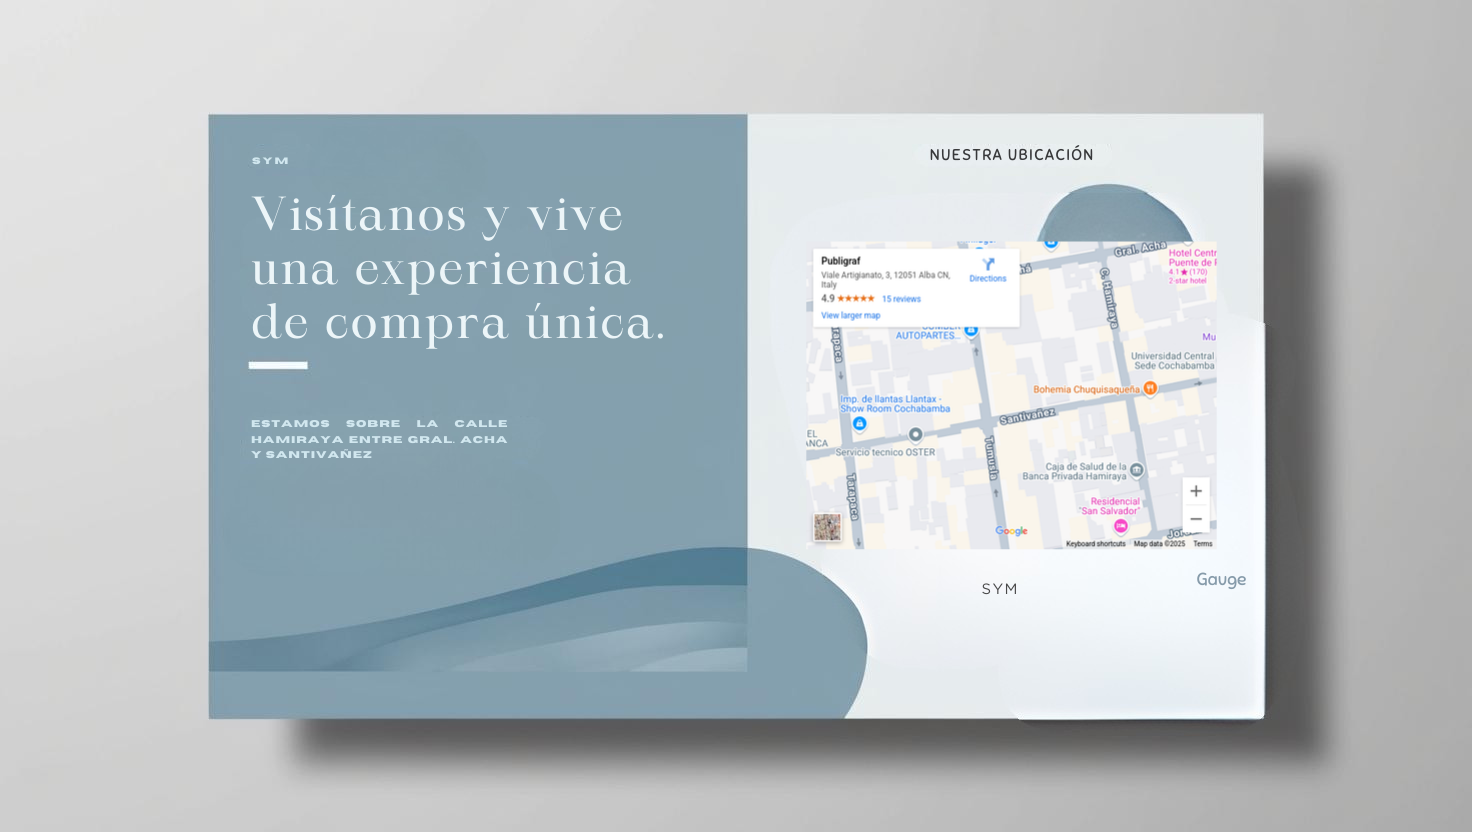 SYM
Visítanos y vive
una experiencia
de compra única.
ESTAMOS SOBRE LA CALLE
HAMIRAYA ENTRE GRAL. ACHA
Y SANTIVAÑEZ
NUESTRA UBICACIÓN
Publigraf
Viale Artigianato, 3, 12051 Alba CN,
Italy
4.9 ★★★★★ 15 reviews
View larger map
Directions
Gral. Acha
Hotel Centr
Puente de
4.1★(170)
2-star hotel
C. Hamiraya
AUTOPARTES...
Tarapaca
Mu
Universidad Central
Sede Cochabamba
Bohemia Chuquisaqueña
Imp. de llantas Llantax -
Show Room Cochabamba
Santivañez
EL
ANCA
Servicio tecnico OSTER
Tumusla
Caja de Salud de la
Banca Privada Hamiraya
Tarapaca
Residencial
"San Salvador"
+
−
Google
Keyboard shortcuts Map data ©2025 Terms
SYM
Gauge